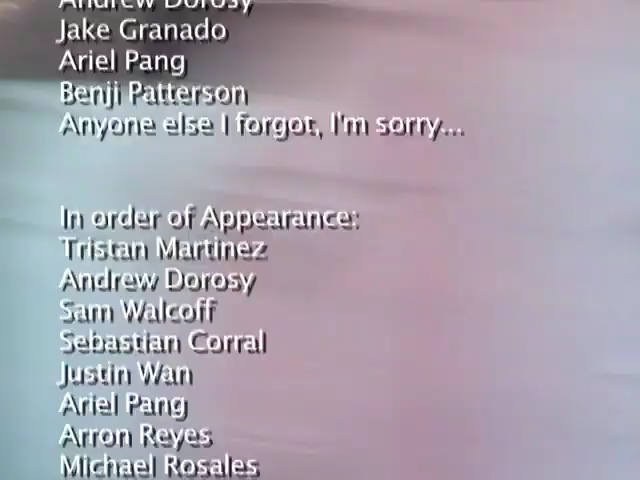 Andrew Dorosy
Jake Granado
Ariel Pang
Benji Patterson
Anyone else I forgot, I'm sorry...
In order of Appearance:
Tristan Martinez
Andrew Dorosy
Sam Walcoff
Sebastian Corral
Justin Wan
Ariel Pang
Arron Reyes
Michael Rosales